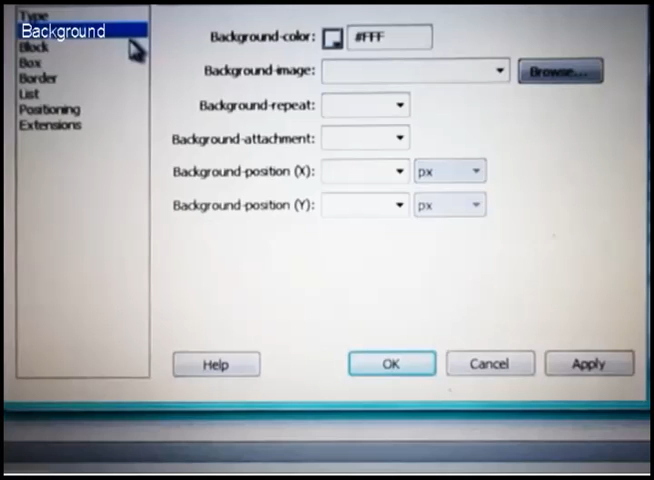 Type
Background
Block
Box
Border
List
Positioning
Extensions
Background-color: #FFF
Background-image: Browse...
Background-repeat:
Background-attachment:
Background-position (X): px
Background-position (Y): px
Help OK Cancel Apply